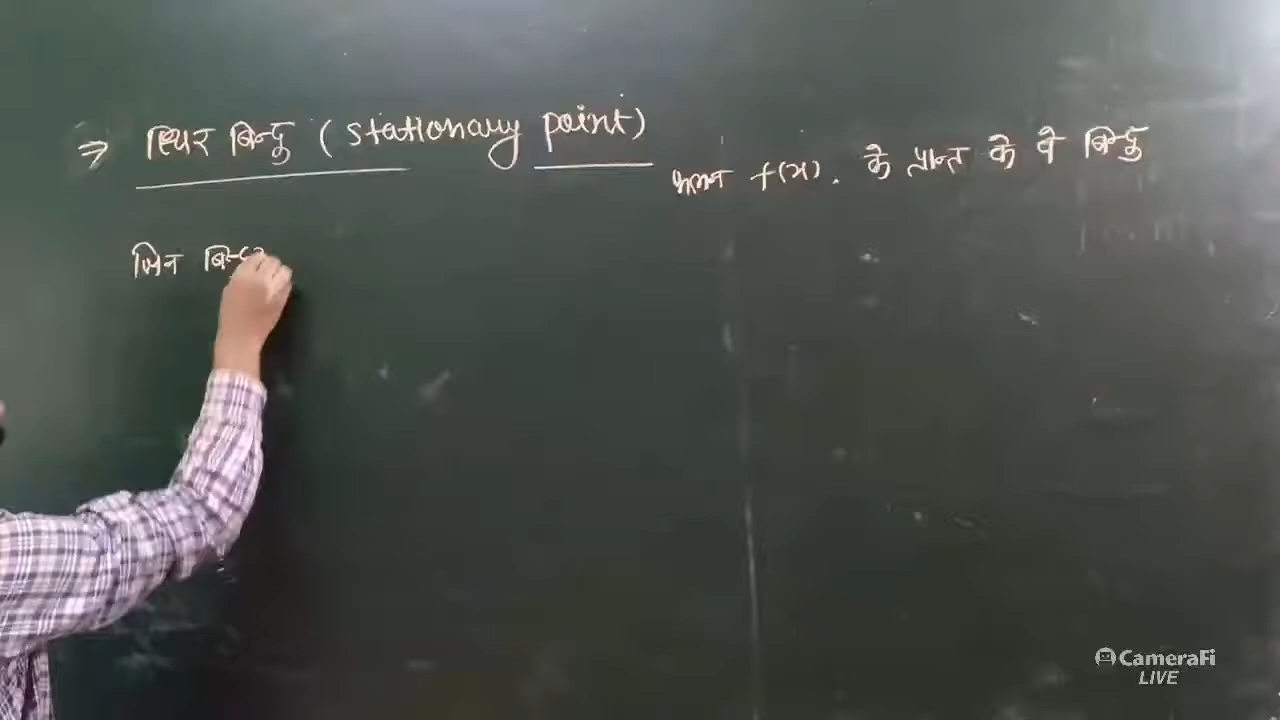 ⇒ स्थिर बिन्दु (stationary point)
फलन f(x). के प्रान्त के वे बिन्दु
जिन
CameraFi
LIVE